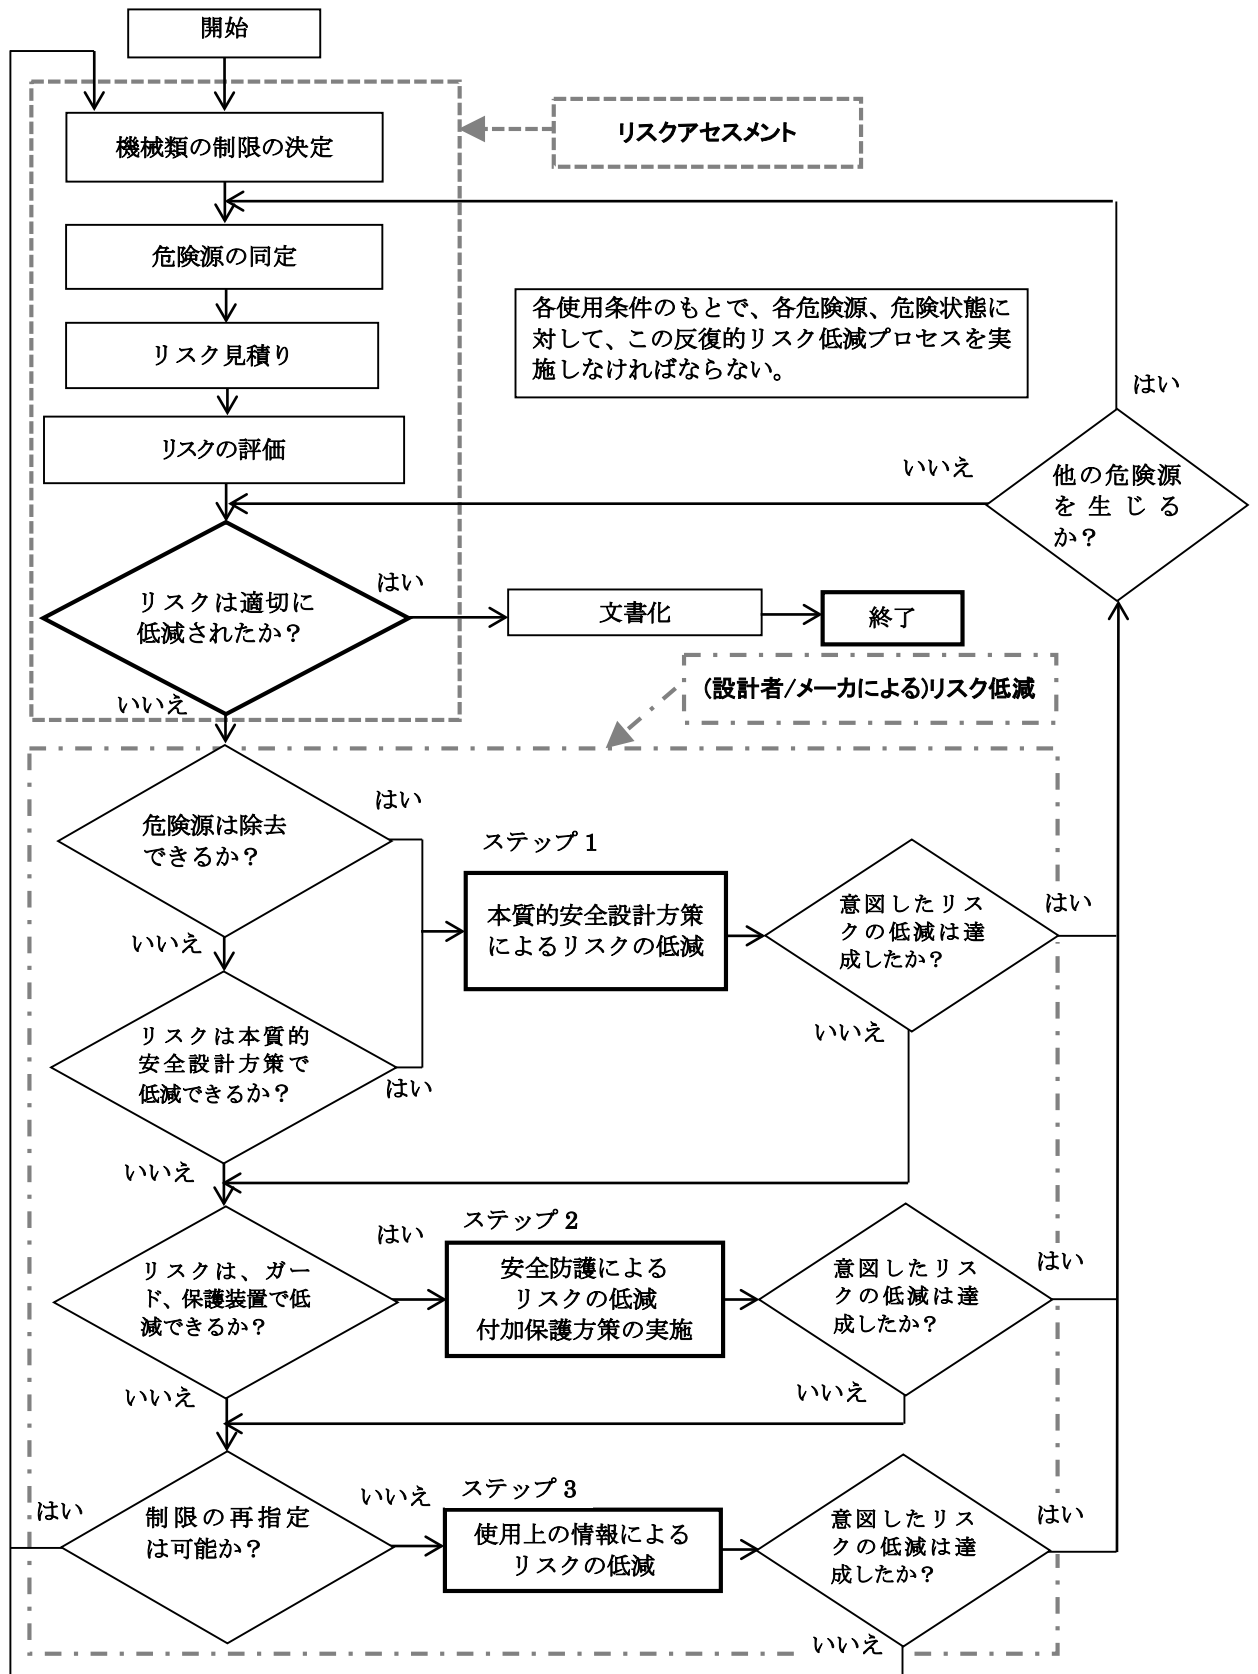 開始
機械類の制限の決定
リスクアセスメント
危険源の同定
各使用条件のもとで、各危険源、危険状態に
対して、この反復的リスク低減プロセスを実
施しなければならない。
リスク見積り
はい
リスクの評価
いいえ
他の危険源
を生じる
か？
はい
リスクは適切に
低減されたか？
文書化
終了
いいえ
(設計者/メーカによる)リスク低減
はい
危険源は除去
できるか？
ステップ 1
いいえ
本質的安全設計方策
によるリスクの低減
意図したリス
クの低減は達
成したか？
はい
いいえ
リスクは本質的
安全設計方策で
低減できるか？
はい
いいえ
はい
ステップ 2
リスクは、ガー
ド、保護装置で低
減できるか？
安全防護による
リスクの低減
付加保護方策の実施
意図したリス
クの低減は達
成したか？
はい
いいえ
いいえ
はい
制限の再指定
は可能か？
いいえ
ステップ 3
使用上の情報による
リスクの低減
意図したリス
クの低減は達
成したか？
はい
いいえ